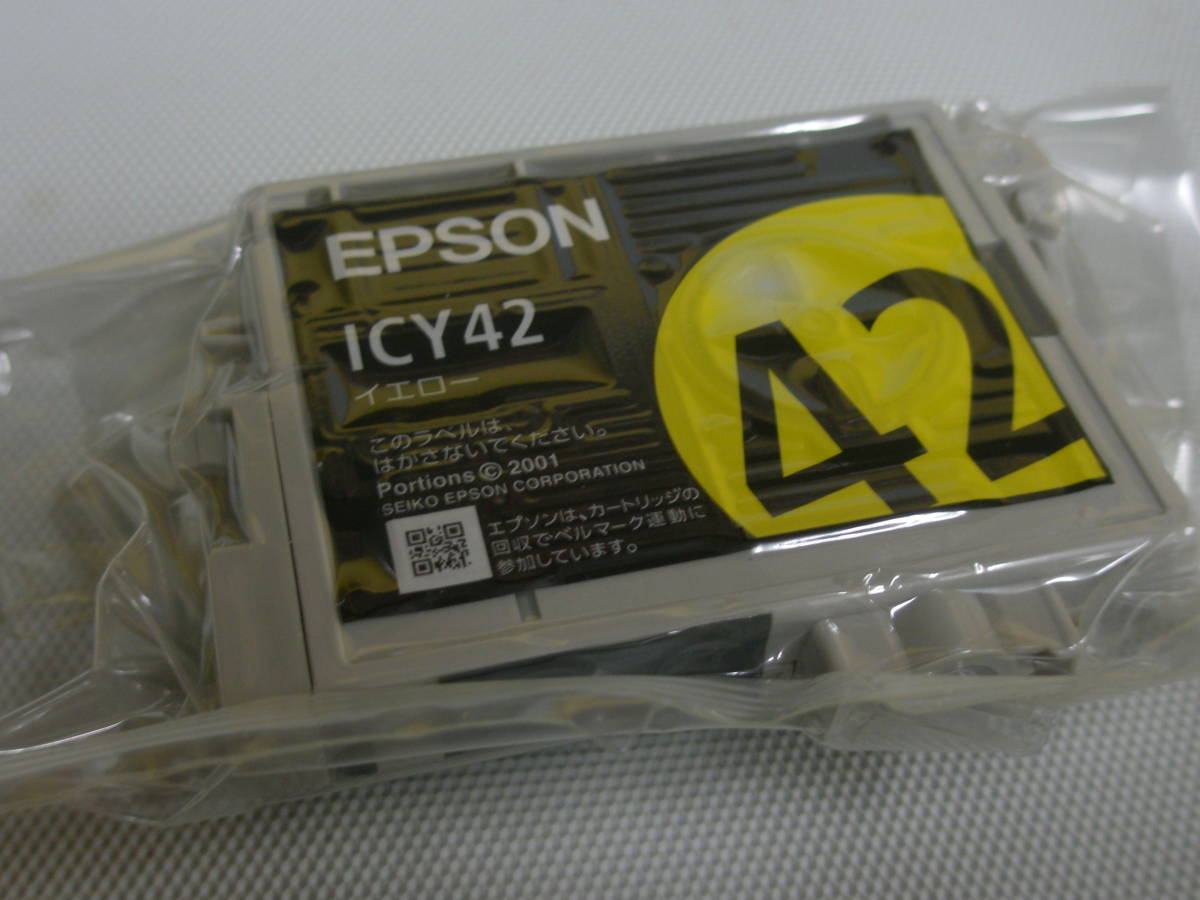 EPSON
ICY42
イエロー
このラベルは、
はがさないでください。
Portions © 2001
SEIKO EPSON CORPORATION
エプソンは、カートリッジの
回収でベルマーク運動に
参加しています。
42